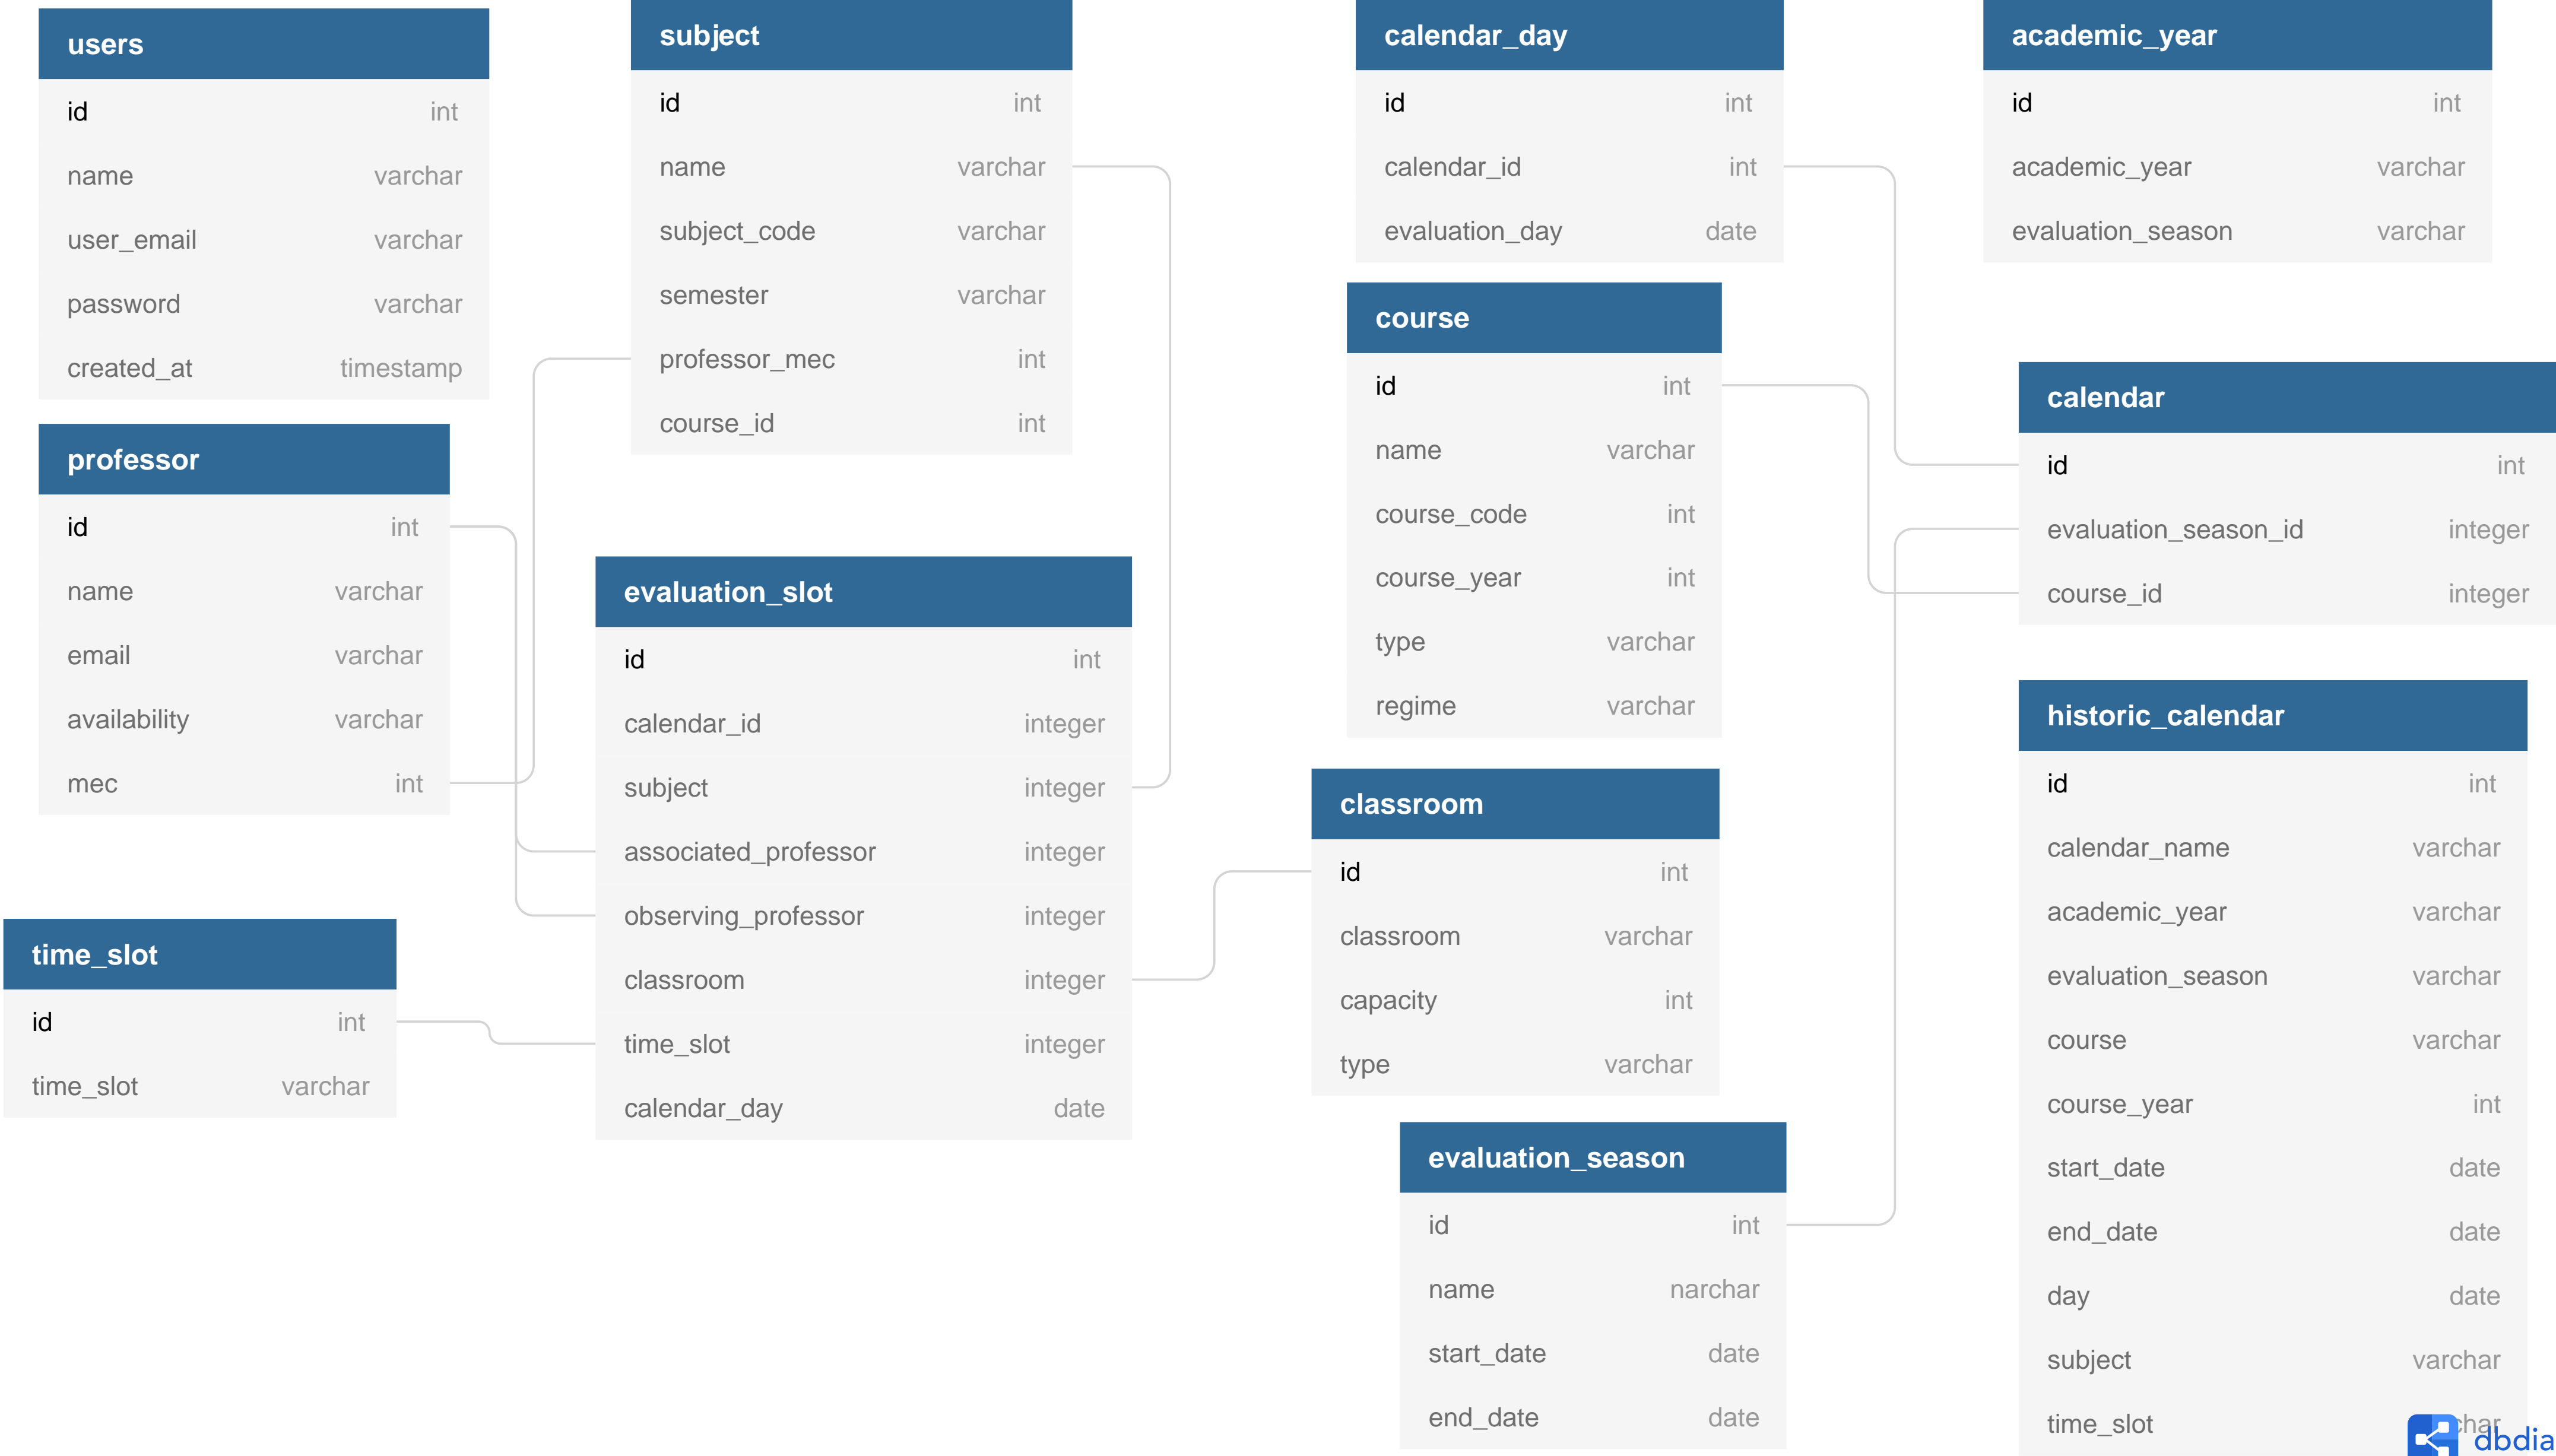 users
id int
name varchar
user_email varchar
password varchar
created_at timestamp
professor
id int
name varchar
email varchar
availability varchar
mec int
time_slot
id int
time_slot varchar
subject
id int
name varchar
subject_code varchar
semester varchar
professor_mec int
course_id int
evaluation_slot
id int
calendar_id integer
subject integer
associated_professor integer
observing_professor integer
classroom integer
time_slot integer
calendar_day date
calendar_day
id int
calendar_id int
evaluation_day date
course
id int
name varchar
course_code int
course_year int
type varchar
regime varchar
classroom
id int
classroom varchar
capacity int
type varchar
evaluation_season
id int
name narchar
start_date date
end_date date
academic_year
id int
academic_year varchar
evaluation_season varchar
calendar
id int
evaluation_season_id integer
course_id integer
historic_calendar
id int
calendar_name varchar
academic_year varchar
evaluation_season varchar
course varchar
course_year int
start_date date
end_date date
day date
subject varchar
time_slot